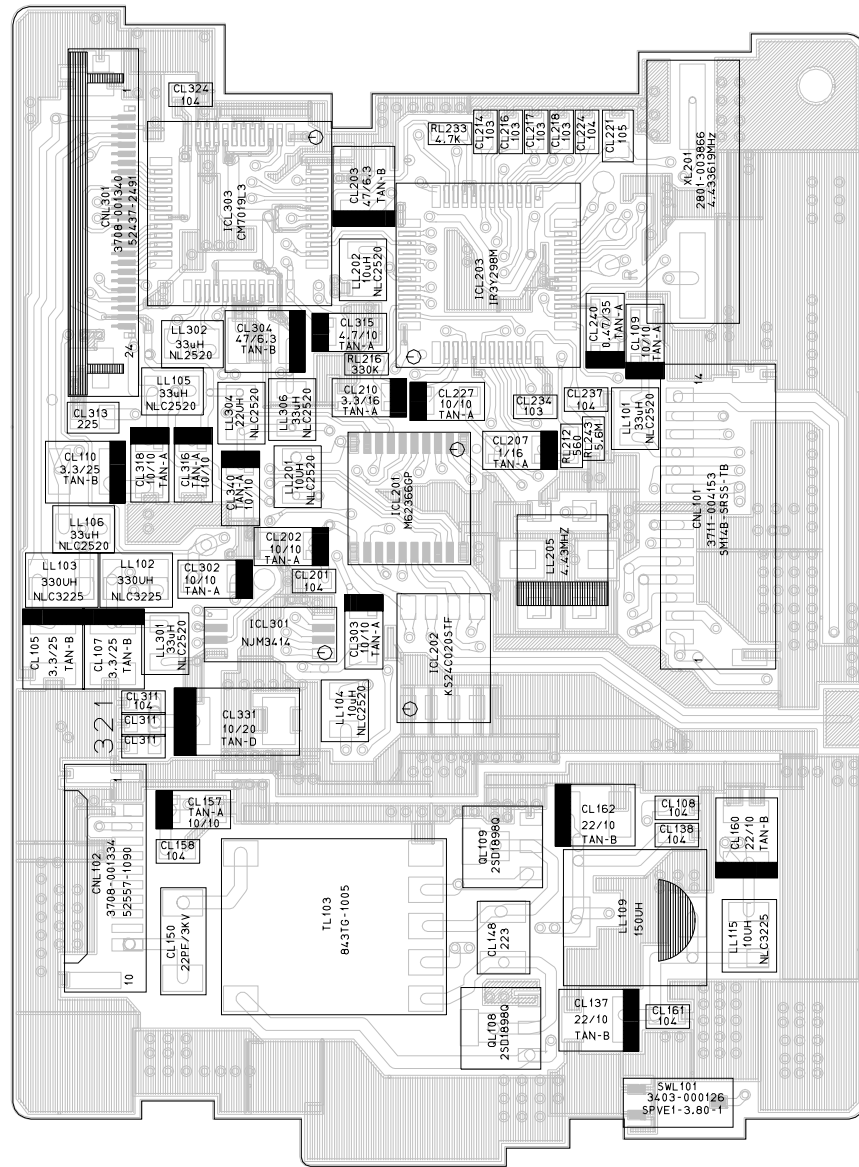 CL324
104
1
CNL301
3708-001340
52437-2491
24
ICL303
CM7019L3
CL203
47/6.3
TAN-B
RL233
4.7K
CL214
103
CL216
103
CL217
103
CL218
103
CL224
104
CL221
105
XL201
2801-003866
4.433619MHz
LL202
10uH
NLC2520
ICL203
IR3Y298M
R
LL302
33uH
NL2520
CL304
47/6.3
TAN-B
CL315
4.7/10
TAN-A
RL216
330K
CL240
0.47/35
TAN-A
CL109
10/10
TAN-A
LL105
33uH
NLC2520
LL304
22UH
NLC2520
LL306
33uH
NLC2520
CL210
3.3/16
TAN-A
CL227
10/10
TAN-A
CL234
103
CL237
104
LL101
33uH
NLC2520
CL313
225
CL110
3.3/25
TAN-B
CL318
10/10
TAN-A
CL316
TAN-A
10/10
CL340
TAN-A
10/10
LL201
10UH
NLC2520
ICL201
M62366GP
CL207
1/16
TAN-A
RL212
560
RL243
5.6M
14
CNL101
3711-004153
SM14B-SRSS-TB
1
LL106
33uH
NLC2520
CL202
10/10
TAN-A
LL205
4.43MHZ
LL103
330UH
NLC3225
LL102
330UH
NLC3225
CL302
10/10
TAN-A
CL201
104
CL105
3.3/25
TAN-B
CL107
3.3/25
TAN-B
LL301
33uH
NLC2520
ICL301
NJM3414
CL303
10/10
TAN-A
ICL202
KS24C020STF
321
CL311
104
CL311
CL311
CL331
10/20
TAN-D
LL104
10uH
NLC2520
1
CNL102
3708-001334
52557-1090
10
CL157
TAN-A
10/10
CL158
104
CL150
22PF/3KV
TL103
843TG-1005
QL109
2SD1898Q
CL148
223
QL108
2SD1898Q
CL162
22/10
TAN-B
CL108
104
CL138
104
CL160
22/10
TAN-B
LL109
150UH
LL115
10UH
NLC3225
CL137
22/10
TAN-B
CL161
104
SWL101
3403-000126
SPVE1-3.80-1